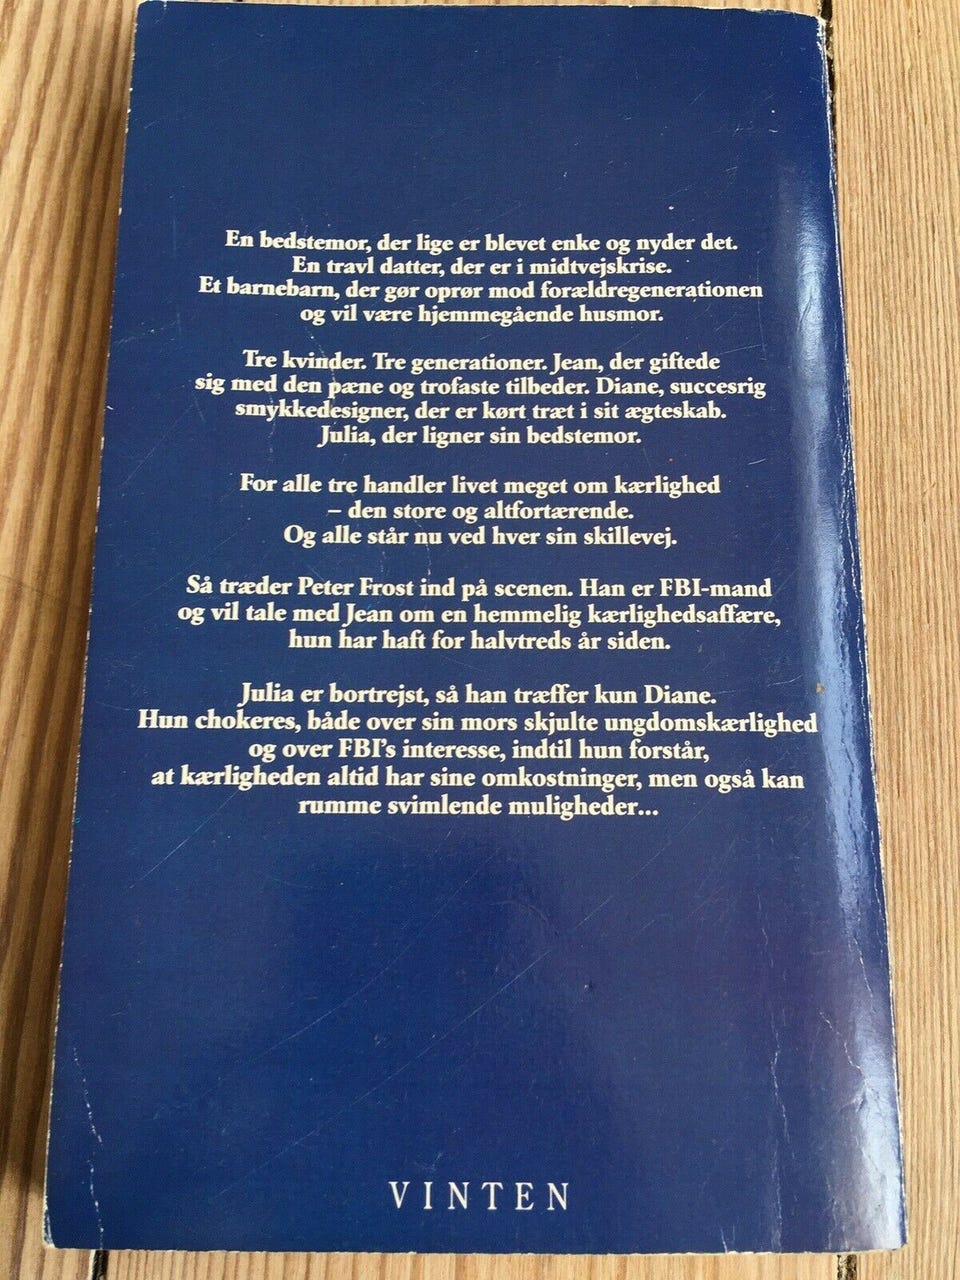 En bedstemor, der lige er blevet enke og nyder det.
En travl datter, der er i midtvejskrise.
Et barnebarn, der gør oprør mod forældregenerationen
og vil være hjemmegående husmor.
Tre kvinder. Tre generationer. Jean, der giftede
sig med den pæne og trofaste tilbeder. Diane, succesrig
smykkedesigner, der er kørt træt i sit ægteskab.
Julia, der ligner sin bedstemor.
For alle tre handler livet meget om kærlighed
– den store og altfortærende.
Og alle står nu ved hver sin skillevej.
Så træder Peter Frost ind på scenen. Han er FBI-mand
og vil tale med Jean om en hemmelig kærlighedsaffære,
hun har haft for halvtreds år siden.
Julia er bortrejst, så han træffer kun Diane.
Hun chokeres, både over sin mors skjulte ungdomskærlighed
og over FBI's interesse, indtil hun forstår,
at kærligheden altid har sine omkostninger, men også kan
rumme svimlende muligheder...
VINTEN